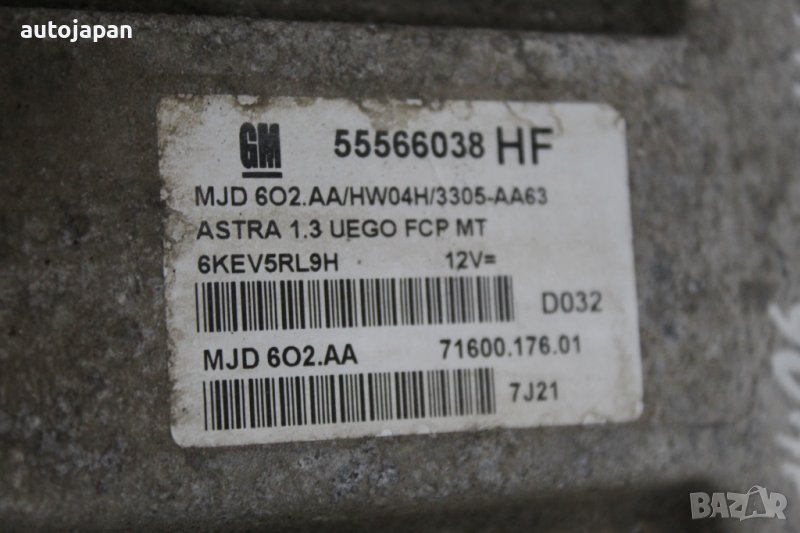 autojapan
GM 55566038 HF
MJD 6O2.AA/HW04H/3305-AA63
ASTRA 1.3 UEGO FCP MT
6KEV5RL9H 12V=
D032
MJD 6O2.AA 71600.176.01
7J21
BAZAR